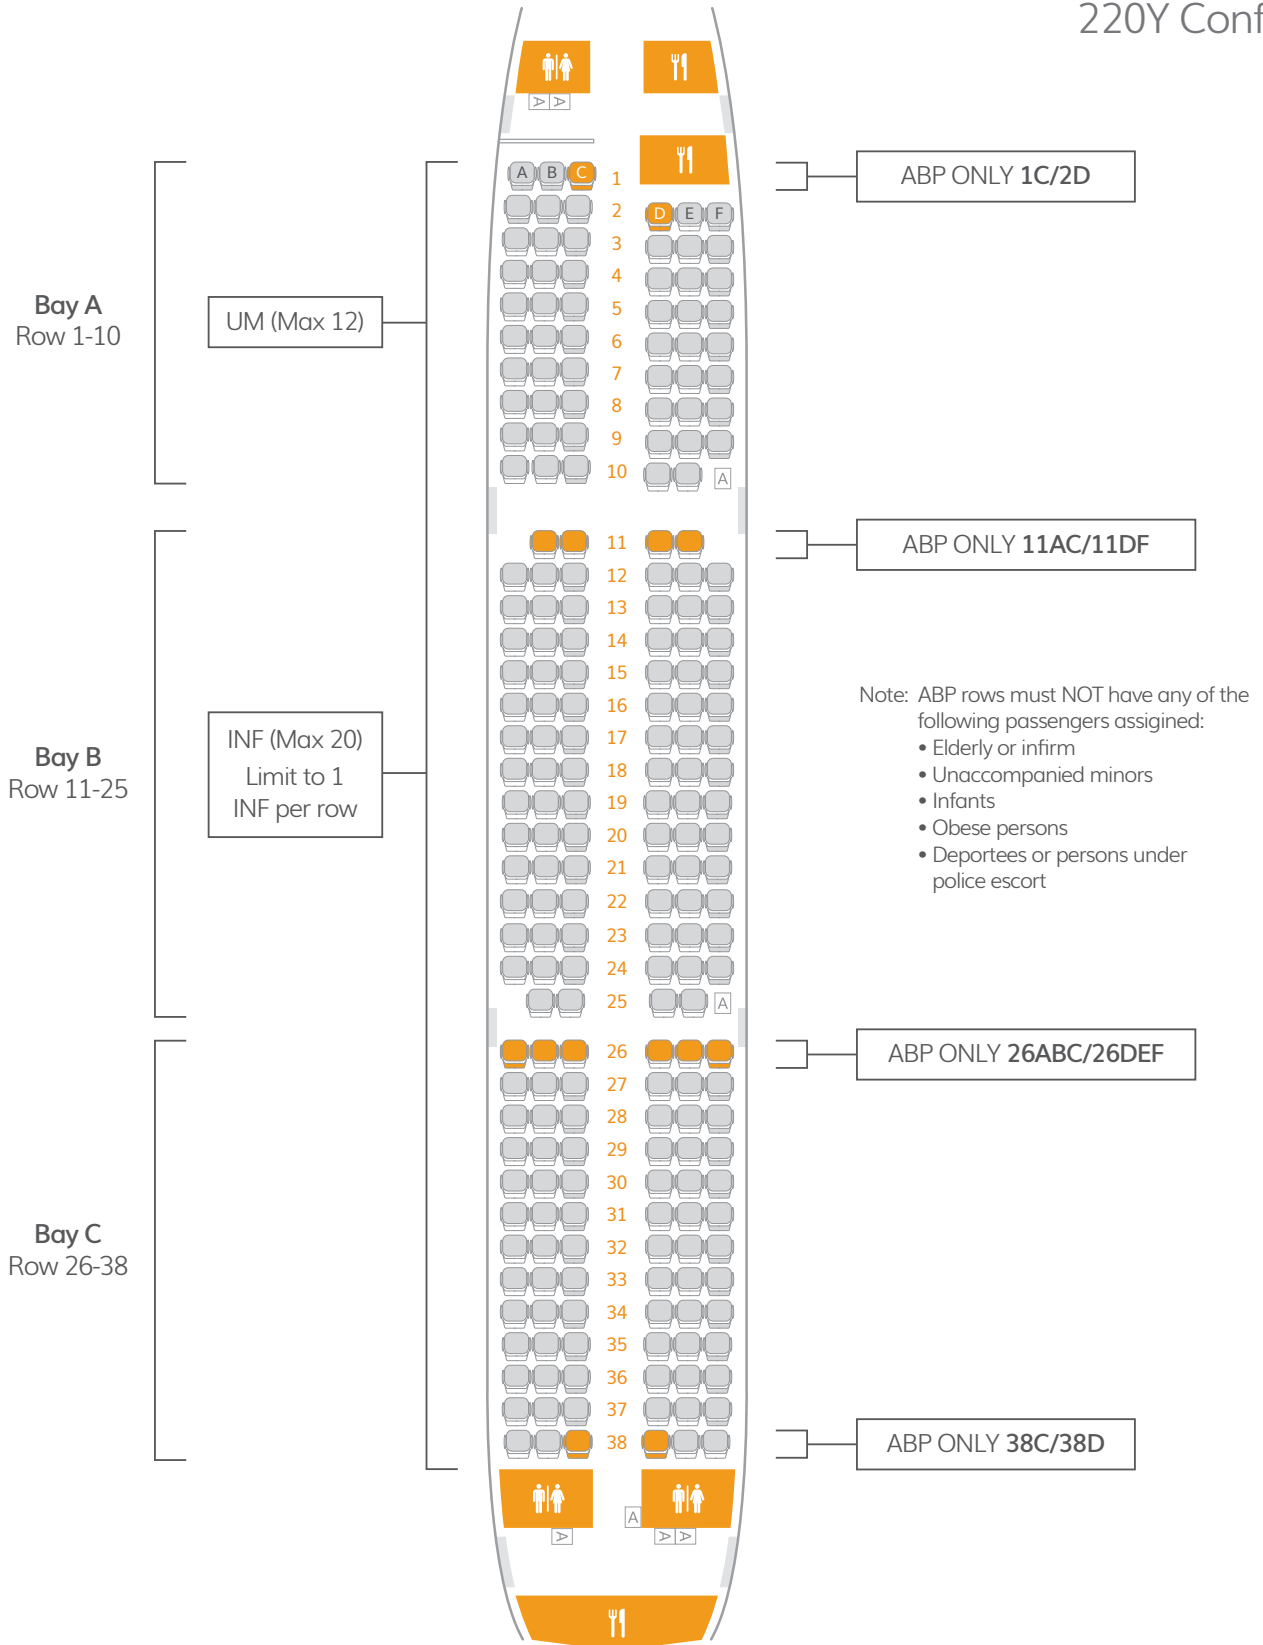 220Y Conf
A A
A B C 1
ABP ONLY 1C/2D
2 D E F
3
4
Bay A
Row 1-10
5
UM (Max 12)
6
7
8
9
10 A
11
ABP ONLY 11AC/11DF
12
13
14
15
16
17
18
19
20
21
22
23
24
25 A
Note: ABP rows must NOT have any of the
following passengers assigined:
• Elderly or infirm
• Unaccompanied minors
• Infants
• Obese persons
• Deportees or persons under
police escort
Bay B
Row 11-25
INF (Max 20)
Limit to 1
INF per row
26
ABP ONLY 26ABC/26DEF
27
28
29
30
31
32
33
34
35
36
37
38
Bay C
Row 26-38
ABP ONLY 38C/38D
A
A A A